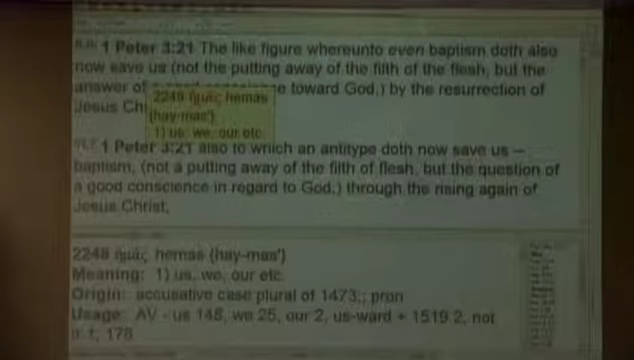 1 Peter 3:21 The like figure whereunto even baptism doth also
now save us (not the putting away of the filth of the flesh, but the
answer of a good conscience toward God,) by the resurrection of
Jesus Ch
2248 ἡμᾶς hemas
(hay-mas')
1) us, we, our etc.
1 Peter 3:21 also to which an antitype doth now save us --
baptism, (not a putting away of the filth of flesh, but the question of
a good conscience in regard to God,) through the rising again of
Jesus Christ,
2248 ἡμᾶς hemas (hay-mas')
Meaning: 1) us, we, our etc.
Origin: accusative case plural of 1473;; pron
Usage: AV - us 148, we 25, our 2, us-ward + 1519 2, not
tr 1; 178